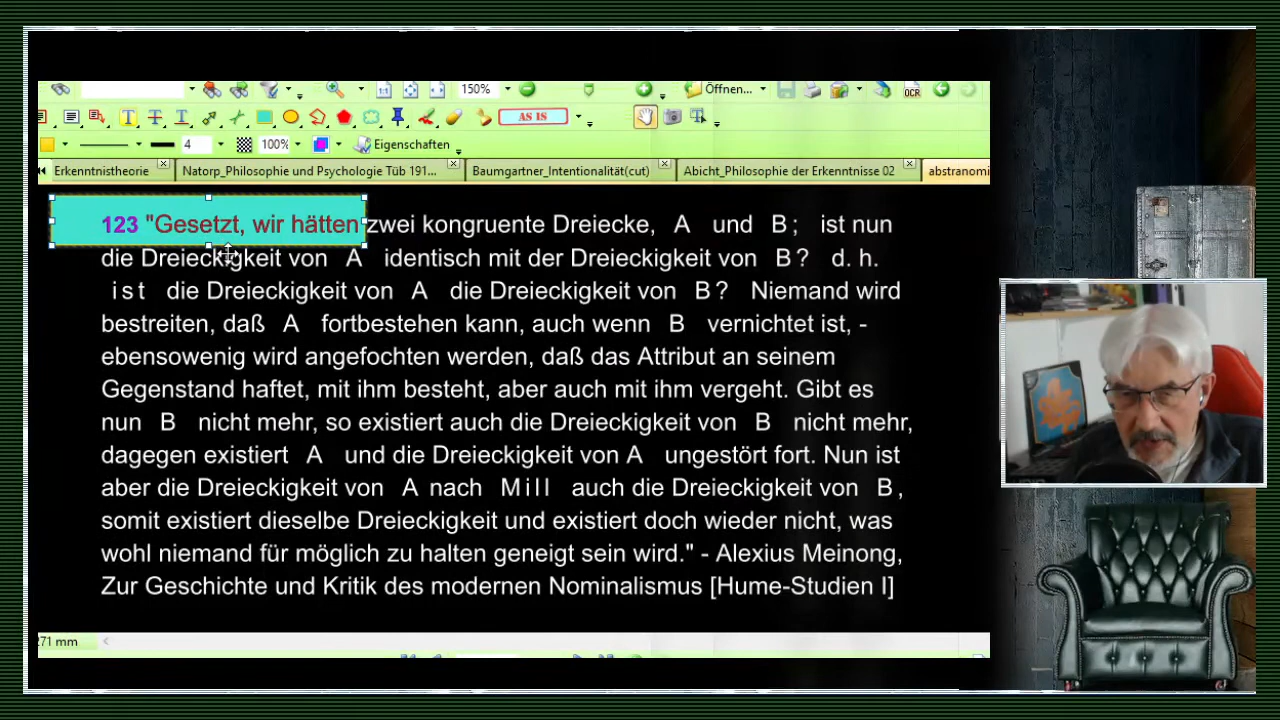 150%
Öffnen...
OCR
AS IS
4
100%
Eigenschaften
Erkenntnistheorie
Natorp_Philosophie und Psychologie Tüb 191...
Baumgartner_Intentionalität(cut)
Abicht_Philosophie der Erkenntnisse 02
abstranomi
123 "Gesetzt, wir hätten zwei kongruente Dreiecke, A und B; ist nun
die Dreieckigkeit von A identisch mit der Dreieckigkeit von B? d. h.
ist die Dreieckigkeit von A die Dreieckigkeit von B? Niemand wird
bestreiten, daß A fortbestehen kann, auch wenn B vernichtet ist, -
ebensowenig wird angefochten werden, daß das Attribut an seinem
Gegenstand haftet, mit ihm besteht, aber auch mit ihm vergeht. Gibt es
nun B nicht mehr, so existiert auch die Dreieckigkeit von B nicht mehr,
dagegen existiert A und die Dreieckigkeit von A ungestört fort. Nun ist
aber die Dreieckigkeit von A nach Mill auch die Dreieckigkeit von B,
somit existiert dieselbe Dreieckigkeit und existiert doch wieder nicht, was
wohl niemand für möglich zu halten geneigt sein wird." - Alexius Meinong,
Zur Geschichte und Kritik des modernen Nominalismus [Hume-Studien I]
271 mm